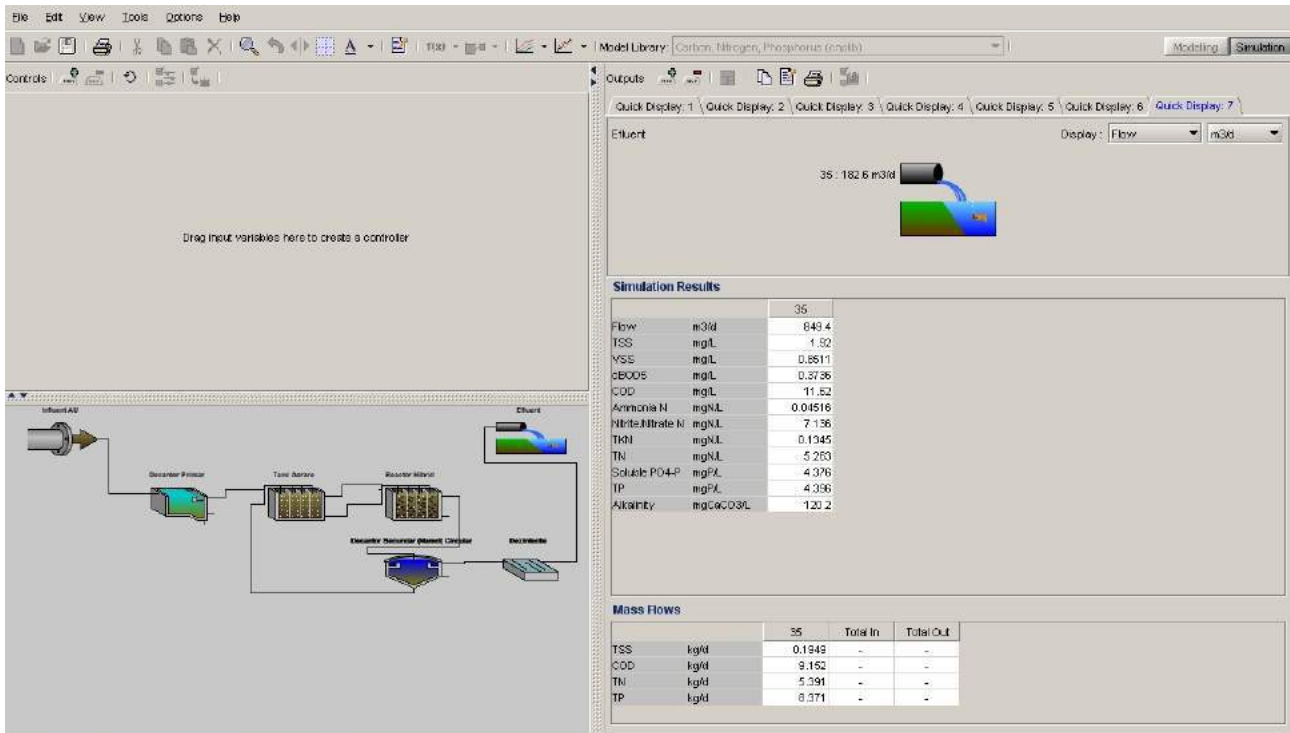 File Edit View Tools Options Help
Model Library: Carbon, Nitrogen, Phosphorus (cnplib)
Modelling Simulation
Controls
Outputs
Quick Display: 1 Quick Display: 2 Quick Display: 3 Quick Display: 4 Quick Display: 5 Quick Display: 6 Quick Display: 7
Efluent Display: Flow m3/d
35 : 182.6 m3/d
Drag input variables here to create a controller
Simulation Results
35
Flow m3/d 849.4
TSS mg/L 1.92
VSS mg/L 0.8511
cBOD5 mg/L 0.3736
COD mg/L 11.62
Ammonia N mgN/L 0.04516
Nitrite/Nitrate N mgN/L 7.136
TKN mgN/L 0.1345
TN mgN/L 5.263
Soluble PO4-P mgP/L 4.376
TP mgP/L 4.396
Alkalinity mgCaCO3/L 120.2
Influent AU
Efluent
Decantor Primar
Tanc Aerare
Reactor Hibrid
Decantor Secundar Circular
Dezinfectie
Mass Flows
35 Total In Total Out
TSS kg/d 0.1949 - -
COD kg/d 9.152 - -
TN kg/d 5.391 - -
TP kg/d 8.371 - -